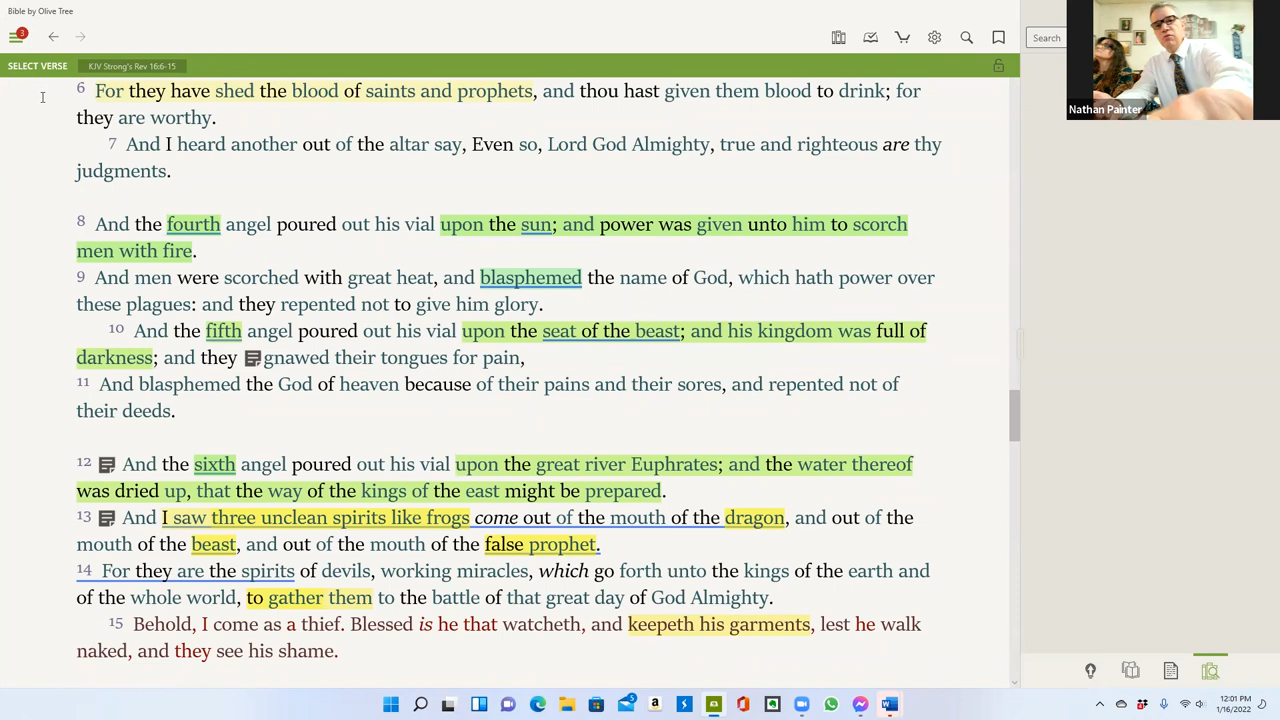 Bible by Olive Tree
3
SELECT VERSE KJV Strong's Rev 16:6-15
Search
Nathan Painter
6 For they have shed the blood of saints and prophets, and thou hast given them blood to drink; for
they are worthy.
7 And I heard another out of the altar say, Even so, Lord God Almighty, true and righteous are thy
judgments.
8 And the fourth angel poured out his vial upon the sun; and power was given unto him to scorch
men with fire.
9 And men were scorched with great heat, and blasphemed the name of God, which hath power over
these plagues: and they repented not to give him glory.
10 And the fifth angel poured out his vial upon the seat of the beast; and his kingdom was full of
darkness; and they gnawed their tongues for pain,
11 And blasphemed the God of heaven because of their pains and their sores, and repented not of
their deeds.
12 And the sixth angel poured out his vial upon the great river Euphrates; and the water thereof
was dried up, that the way of the kings of the east might be prepared.
13 And I saw three unclean spirits like frogs come out of the mouth of the dragon, and out of the
mouth of the beast, and out of the mouth of the false prophet.
14 For they are the spirits of devils, working miracles, which go forth unto the kings of the earth and
of the whole world, to gather them to the battle of that great day of God Almighty.
15 Behold, I come as a thief. Blessed is he that watcheth, and keepeth his garments, lest he walk
naked, and they see his shame.
12:01 PM
1/16/2022